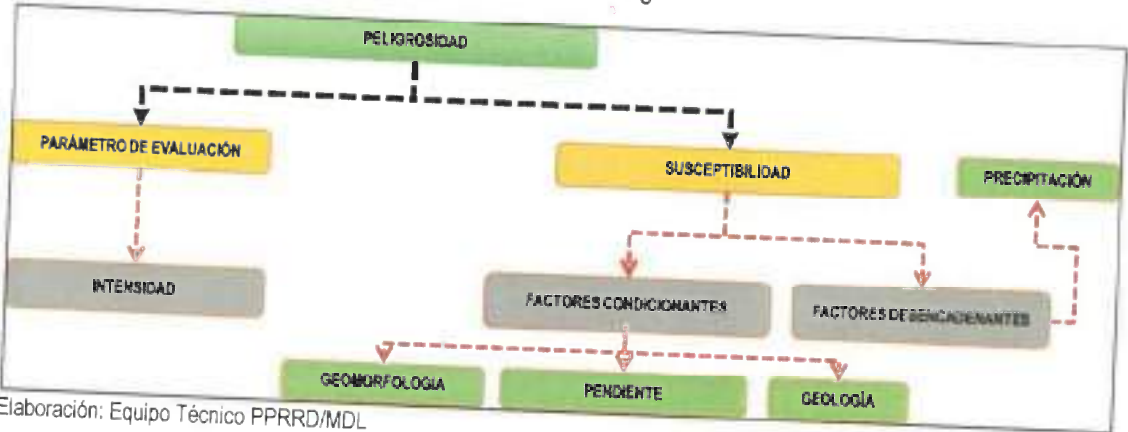 PELIGROSIDAD
PARÁMETRO DE EVALUACIÓN
SUSCEPTIBILIDAD
PRECIPITACIÓN
INTENSIDAD
FACTORES CONDICIONANTES
FACTORES DESENCADENANTES
GEOMORFOLOGIA
PENDIENTE
GEOLOGÍA
Elaboración: Equipo Técnico PPRRD/MDL